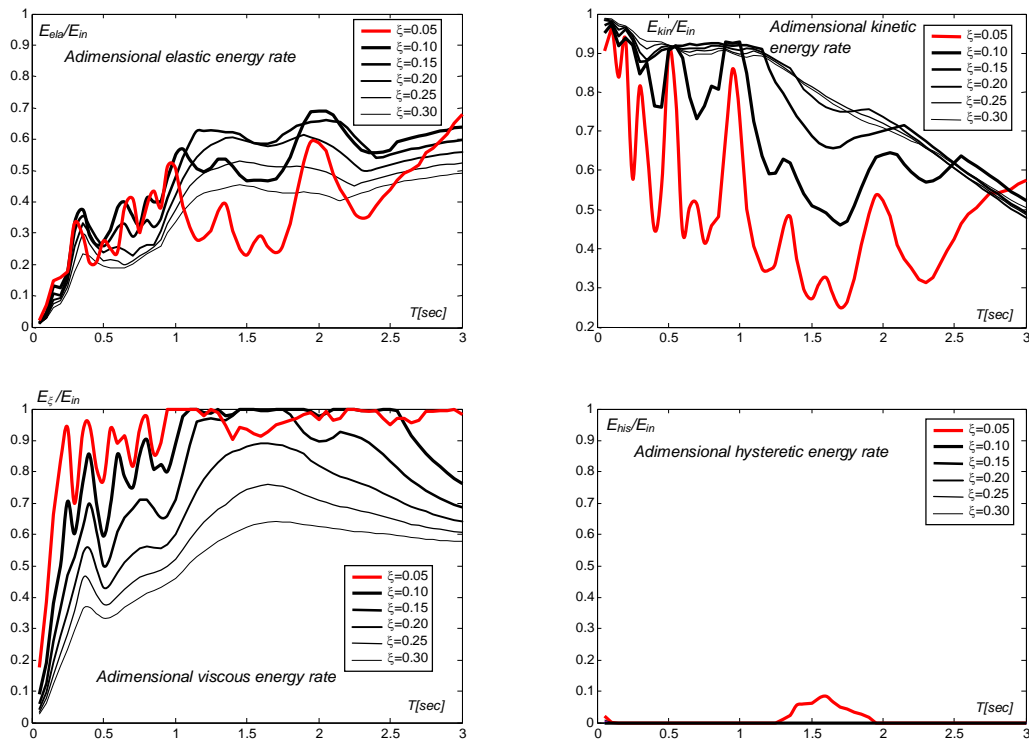 E_ela/E_in
Adimensional elastic energy rate
ξ=0.05
ξ=0.10
ξ=0.15
ξ=0.20
ξ=0.25
ξ=0.30
1
0.9
0.8
0.7
0.6
0.5
0.4
0.3
0.2
0.1
0
T[sec]
0 0.5 1 1.5 2 2.5 3
E_kin/E_in
Adimensional kinetic
energy rate
ξ=0.05
ξ=0.10
ξ=0.15
ξ=0.20
ξ=0.25
ξ=0.30
1
0.9
0.8
0.7
0.6
0.5
0.4
0.3
0.2
T[sec]
0 0.5 1 1.5 2 2.5 3
E_ξ/E_in
1
0.9
0.8
0.7
0.6
0.5
0.4
0.3
0.2
0.1
0
ξ=0.05
ξ=0.10
ξ=0.15
ξ=0.20
ξ=0.25
ξ=0.30
Adimensional viscous energy rate
T[sec]
0 0.5 1 1.5 2 2.5 3
E_his/E_in
Adimensional hysteretic energy rate
ξ=0.05
ξ=0.10
ξ=0.15
ξ=0.20
ξ=0.25
ξ=0.30
1
0.9
0.8
0.7
0.6
0.5
0.4
0.3
0.2
0.1
0
T[sec]
0 0.5 1 1.5 2 2.5 3